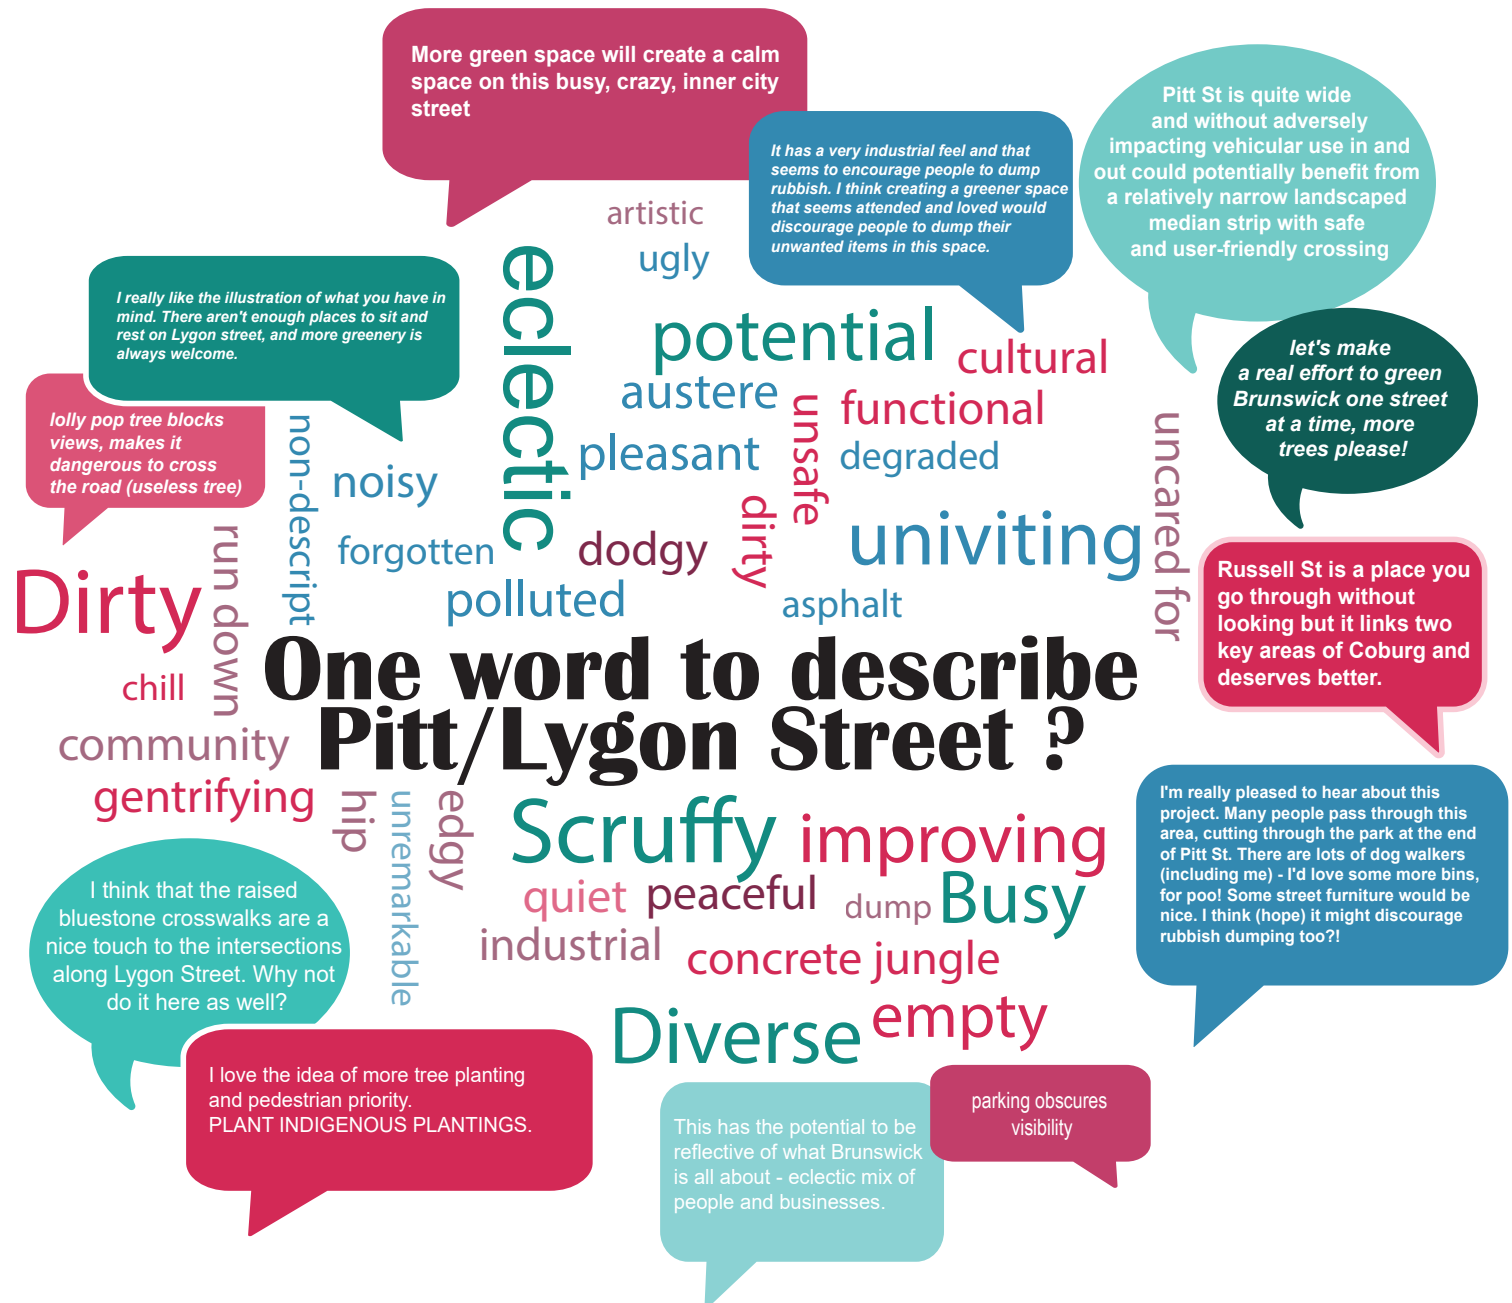 More green space will create a calm
space on this busy, crazy, inner city
street
Pitt St is quite wide
and without adversely
impacting vehicular use in and
out could potentially benefit from
a relatively narrow landscaped
median strip with safe
and user-friendly crossing
It has a very industrial feel and that
seems to encourage people to dump
rubbish. I think creating a greener space
that seems attended and loved would
discourage people to dump their
unwanted items in this space.
artistic
ugly
eclectic
I really like the illustration of what you have in
mind. There aren't enough places to sit and
rest on Lygon street, and more greenery is
always welcome.
potential
cultural
let's make
a real effort to green
Brunswick one street
at a time, more
trees please!
austere
unsafe
functional
lolly pop tree blocks
views, makes it
dangerous to cross
the road (useless tree)
non-descript
noisy
pleasant
degraded
uncared for
run down
forgotten
dodgy
dirty
univiting
Dirty
polluted
asphalt
Russell St is a place you
go through without
looking but it links two
key areas of Coburg and
deserves better.
One word to describe
Pitt/Lygon Street ?
chill
community
gentrifying
hip
unremarkable
edgy
Scruffy
improving
I'm really pleased to hear about this
project. Many people pass through this
area, cutting through the park at the end
of Pitt St. There are lots of dog walkers
(including me) - I'd love some more bins,
for poo! Some street furniture would be
nice. I think (hope) it might discourage
rubbish dumping too?!
quiet
peaceful
dump
Busy
I think that the raised
bluestone crosswalks are a
nice touch to the intersections
along Lygon Street. Why not
do it here as well?
industrial
concrete jungle
Diverse
empty
I love the idea of more tree planting
and pedestrian priority.
PLANT INDIGENOUS PLANTINGS.
parking obscures
visibility
This has the potential to be
reflective of what Brunswick
is all about - eclectic mix of
people and businesses.